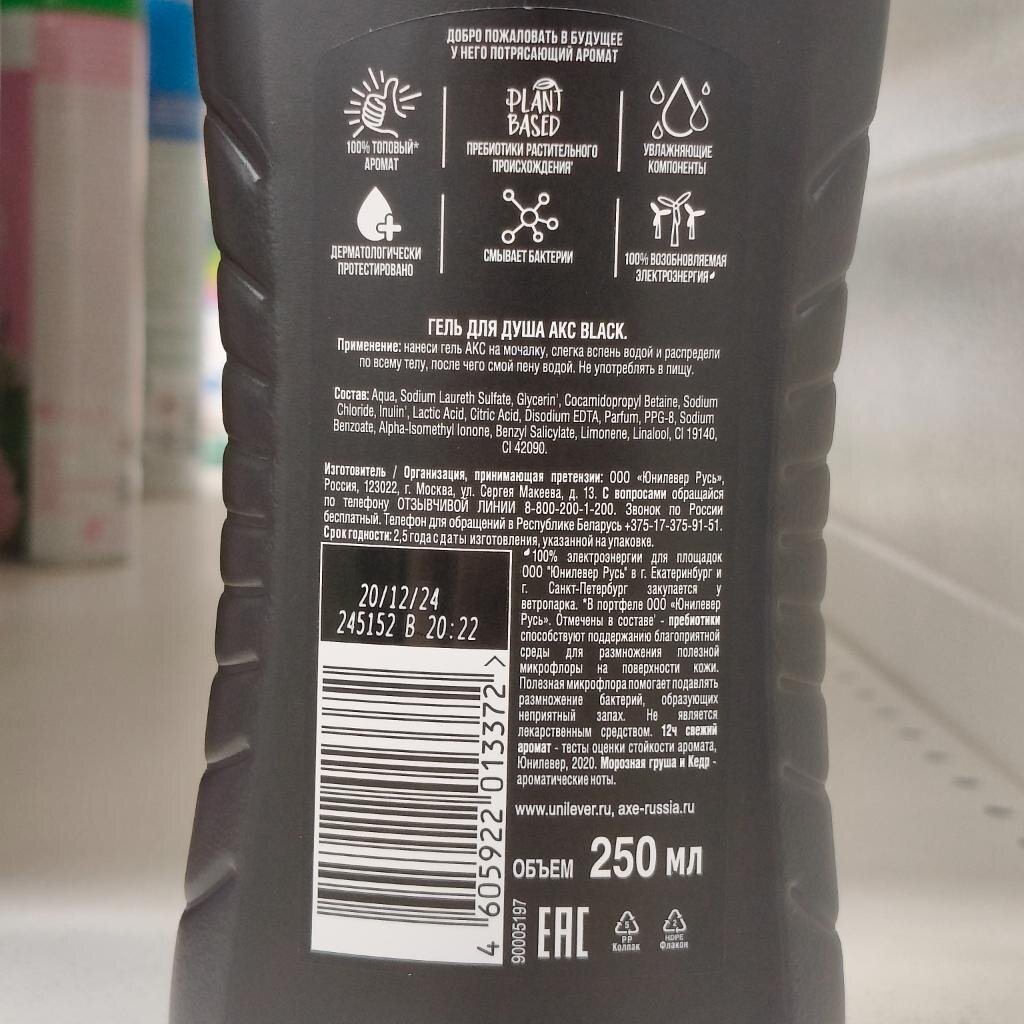 ДОБРО ПОЖАЛОВАТЬ В БУДУЩЕЕ
У НЕГО ПОТРЯСАЮЩИЙ АРОМАТ
100% ТОПОВЫЙ*
АРОМАТ
PLANT
BASED
ПРЕБИОТИКИ РАСТИТЕЛЬНОГО
ПРОИСХОЖДЕНИЯ'
УВЛАЖНЯЮЩИЕ
КОМПОНЕНТЫ
ДЕРМАТОЛОГИЧЕСКИ
ПРОТЕСТИРОВАНО
СМЫВАЕТ БАКТЕРИИ
100% ВОЗОБНОВЛЯЕМАЯ
ЭЛЕКТРОЭНЕРГИЯ
ГЕЛЬ ДЛЯ ДУША АКС BLACK.
Применение: нанеси гель АКС на мочалку, слегка вспень водой и распредели
по всему телу, после чего смой пену водой. Не употреблять в пищу.
Состав: Aqua, Sodium Laureth Sulfate, Glycerin', Cocamidopropyl Betaine, Sodium
Chloride, Inulin', Lactic Acid, Citric Acid, Disodium EDTA, Parfum, PPG-8, Sodium
Benzoate, Alpha-Isomethyl Ionone, Benzyl Salicylate, Limonene, Linalool, CI 19140,
CI 42090.
Изготовитель / Организация, принимающая претензии: ООО «Юнилевер Русь»,
Россия, 123022, г. Москва, ул. Сергея Макеева, д. 13. С вопросами обращайся
по телефону ОТЗЫВЧИВОЙ ЛИНИИ 8-800-200-1-200. Звонок по России
бесплатный. Телефон для обращений в Республике Беларусь +375-17-375-91-51.
Срок годности: 2,5 года с даты изготовления, указанной на упаковке.
20/12/24
245152 В 20:22
100% электроэнергии для площадок
ООО "Юнилевер Русь" в г. Екатеринбург и
г. Санкт-Петербург закупается у
ветропарка. *В портфеле ООО «Юнилевер
Русь». Отмечены в составе' - пребиотики
способствуют поддержанию благоприятной
среды для размножения полезной
микрофлоры на поверхности кожи.
Полезная микрофлора помогает подавлять
размножение бактерий, образующих
неприятный запах. Не является
лекарственным средством. 12ч свежий
аромат - тесты оценки стойкости аромата,
Юнилевер, 2020. Морозная груша и Кедр -
ароматические ноты.
www.unilever.ru, axe-russia.ru
ОБЪЕМ 250 мл
4 605922 013372 >
90005197
EAC
5
PP
Колпак
2
HDPE
Флакон